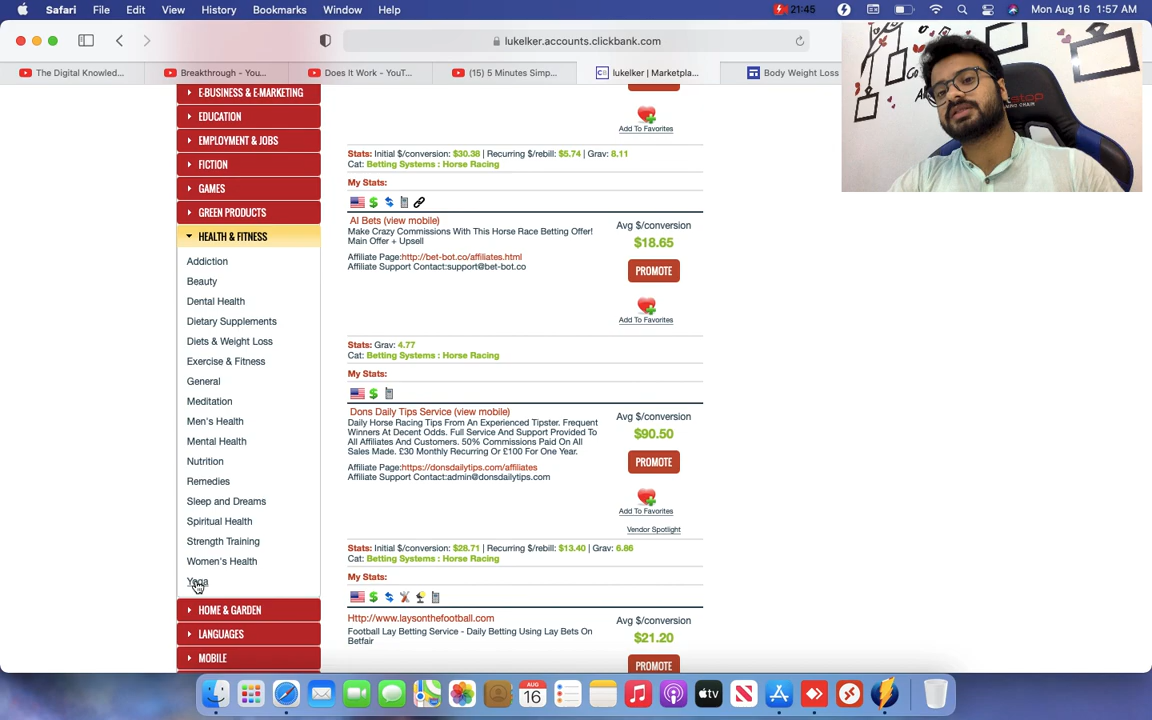 Safari File Edit View History Bookmarks Window Help
21:45
Mon Aug 16 1:57 AM
lukelker.accounts.clickbank.com
The Digital Knowled...
Breakthrough - You...
Does It Work - YouT...
(15) 5 Minutes Simp...
lukelker | Marketpla...
Body Weight Loss
E-BUSINESS & E-MARKETING
EDUCATION
EMPLOYMENT & JOBS
FICTION
GAMES
GREEN PRODUCTS
HEALTH & FITNESS
Addiction
Beauty
Dental Health
Dietary Supplements
Diets & Weight Loss
Exercise & Fitness
General
Meditation
Men's Health
Mental Health
Nutrition
Remedies
Sleep and Dreams
Spiritual Health
Strength Training
Women's Health
Yoga
HOME & GARDEN
LANGUAGES
MOBILE
Add To Favorites
Stats: Initial $/conversion: $30.38 | Recurring $/rebill: $5.74 | Grav: 8.11
Cat: Betting Systems : Horse Racing
My Stats:
AI Bets (view mobile)
Make Crazy Commissions With This Horse Race Betting Offer!
Main Offer + Upsell
Affiliate Page:http://bet-bot.co/affiliates.html
Affiliate Support Contact:support@bet-bot.co
Avg $/conversion
$18.65
PROMOTE
Add To Favorites
Stats: Grav: 4.77
Cat: Betting Systems : Horse Racing
My Stats:
Dons Daily Tips Service (view mobile)
Daily Horse Racing Tips From An Experienced Tipster. Frequent
Winners At Decent Odds. Full Service And Support Provided To
All Affiliates And Customers. 50% Commissions Paid On All
Sales Made. £30 Monthly Recurring Or £100 For One Year.
Affiliate Page:https://donsdailytips.com/affiliates
Affiliate Support Contact:admin@donsdailytips.com
Avg $/conversion
$90.50
PROMOTE
Add To Favorites
Vendor Spotlight
Stats: Initial $/conversion: $28.71 | Recurring $/rebill: $13.40 | Grav: 6.86
Cat: Betting Systems : Horse Racing
My Stats:
Http://www.laysonthefootball.com
Football Lay Betting Service - Daily Betting Using Lay Bets On
Betfair
Avg $/conversion
$21.20
PROMOTE
AUG
16
tv